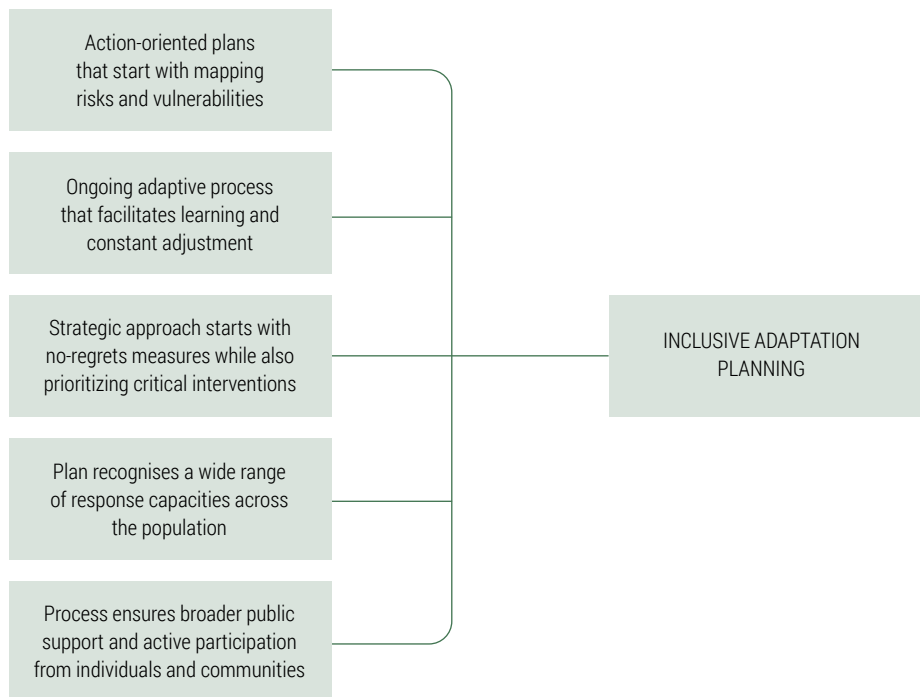 Action-oriented plans
that start with mapping
risks and vulnerabilities
Ongoing adaptive process
that facilitates learning and
constant adjustment
Strategic approach starts with
no-regrets measures while also
prioritizing critical interventions
Plan recognises a wide range
of response capacities across
the population
Process ensures broader public
support and active participation
from individuals and communities
INCLUSIVE ADAPTATION
PLANNING